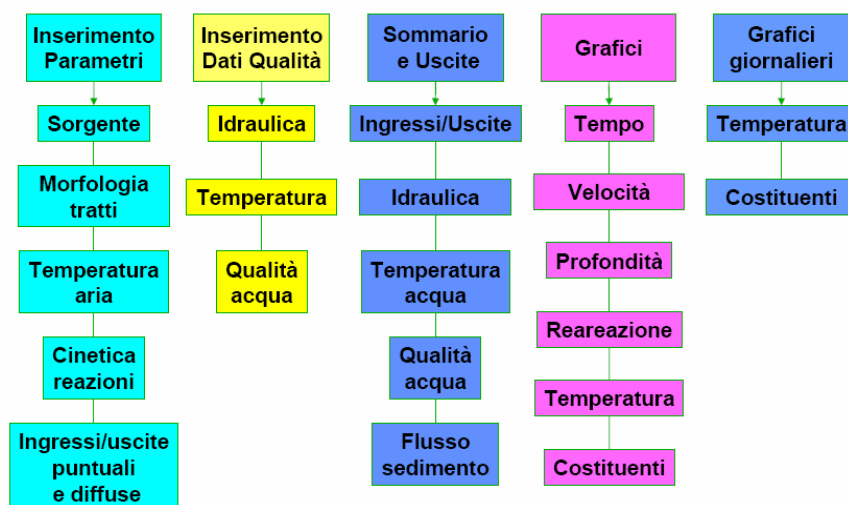 Inserimento
Parametri
Sorgente
Morfologia
tratti
Temperatura
aria
Cinetica
reazioni
Ingressi/uscite
puntuali
e diffuse
Inserimento
Dati Qualità
Idraulica
Temperatura
Qualità
acqua
Sommario
e Uscite
Ingressi/Uscite
Idraulica
Temperatura
acqua
Qualità
acqua
Flusso
sedimento
Grafici
Tempo
Velocità
Profondità
Reareazione
Temperatura
Costituenti
Grafici
giornalieri
Temperatura
Costituenti